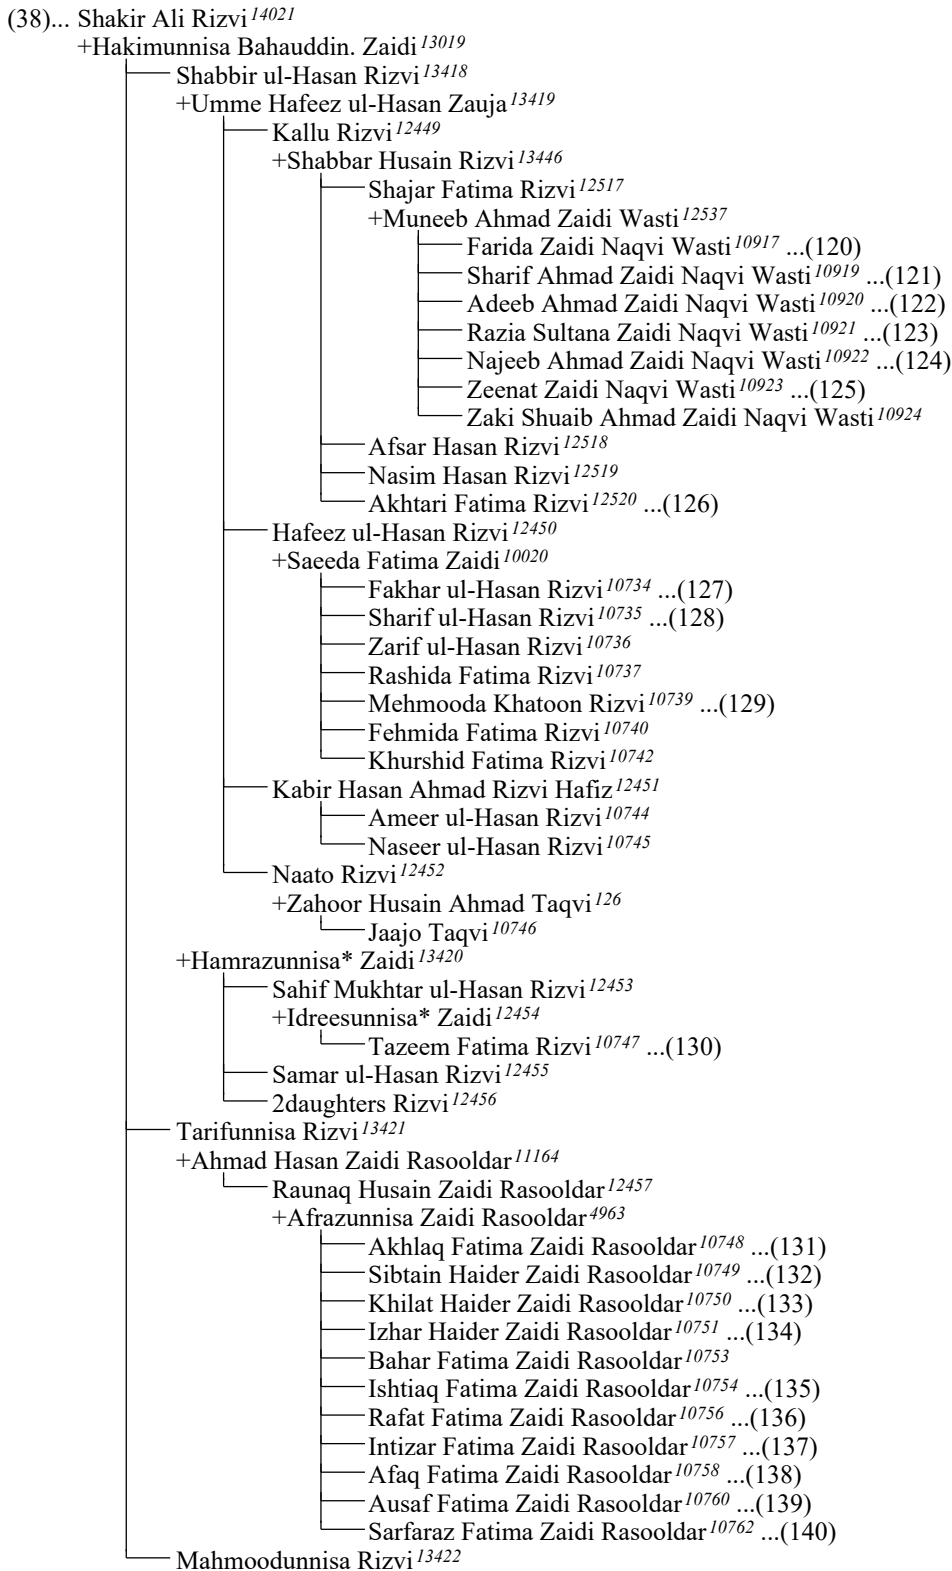 (38)... Shakir Ali Rizvi 14021
+Hakimunnisa Bahauddin. Zaidi 13019
Shabbir ul-Hasan Rizvi 13418
+Umme Hafeez ul-Hasan Zauja 13419
Kallu Rizvi 12449
+Shabbar Husain Rizvi 13446
Shajar Fatima Rizvi 12517
+Muneeb Ahmad Zaidi Wasti 12537
Farida Zaidi Naqvi Wasti 10917 ...(120)
Sharif Ahmad Zaidi Naqvi Wasti 10919 ...(121)
Adeeb Ahmad Zaidi Naqvi Wasti 10920 ...(122)
Razia Sultana Zaidi Naqvi Wasti 10921 ...(123)
Najeeb Ahmad Zaidi Naqvi Wasti 10922 ...(124)
Zeenat Zaidi Naqvi Wasti 10923 ...(125)
Zaki Shuaib Ahmad Zaidi Naqvi Wasti 10924
Afsar Hasan Rizvi 12518
Nasim Hasan Rizvi 12519
Akhtari Fatima Rizvi 12520 ...(126)
Hafeez ul-Hasan Rizvi 12450
+Saeeda Fatima Zaidi 10020
Fakhar ul-Hasan Rizvi 10734 ...(127)
Sharif ul-Hasan Rizvi 10735 ...(128)
Zarif ul-Hasan Rizvi 10736
Rashida Fatima Rizvi 10737
Mehmooda Khatoon Rizvi 10739 ...(129)
Fehmida Fatima Rizvi 10740
Khurshid Fatima Rizvi 10742
Kabir Hasan Ahmad Rizvi Hafiz 12451
Ameer ul-Hasan Rizvi 10744
Naseer ul-Hasan Rizvi 10745
Naato Rizvi 12452
+Zahoor Husain Ahmad Taqvi 126
Jaajo Taqvi 10746
+Hamrazunnisa* Zaidi 13420
Sahif Mukhtar ul-Hasan Rizvi 12453
+Idreesunnisa* Zaidi 12454
Tazeem Fatima Rizvi 10747 ...(130)
Samar ul-Hasan Rizvi 12455
2daughters Rizvi 12456
Tarifunnisa Rizvi 13421
+Ahmad Hasan Zaidi Rasooldar 11164
Raunaq Husain Zaidi Rasooldar 12457
+Afrazunnisa Zaidi Rasooldar 4963
Akhlaq Fatima Zaidi Rasooldar 10748 ...(131)
Sibtain Haider Zaidi Rasooldar 10749 ...(132)
Khilat Haider Zaidi Rasooldar 10750 ...(133)
Izhar Haider Zaidi Rasooldar 10751 ...(134)
Bahar Fatima Zaidi Rasooldar 10753
Ishtiaq Fatima Zaidi Rasooldar 10754 ...(135)
Rafat Fatima Zaidi Rasooldar 10756 ...(136)
Intizar Fatima Zaidi Rasooldar 10757 ...(137)
Afaq Fatima Zaidi Rasooldar 10758 ...(138)
Ausaf Fatima Zaidi Rasooldar 10760 ...(139)
Sarfaraz Fatima Zaidi Rasooldar 10762 ...(140)
Mahmoodunnisa Rizvi 13422